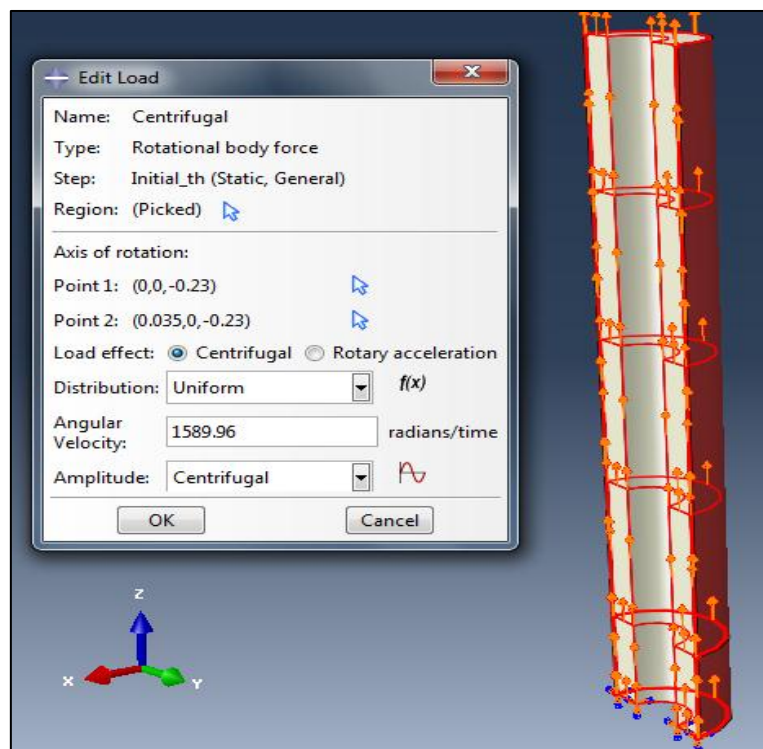 Edit Load
Name: Centrifugal
Type: Rotational body force
Step: Initial_th (Static, General)
Region: (Picked)
Axis of rotation:
Point 1: (0,0,-0.23)
Point 2: (0.035,0,-0.23)
Load effect: Centrifugal Rotary acceleration
Distribution: Uniform f(x)
Angular
Velocity: 1589.96 radians/time
Amplitude: Centrifugal
OK Cancel
Z
X Y